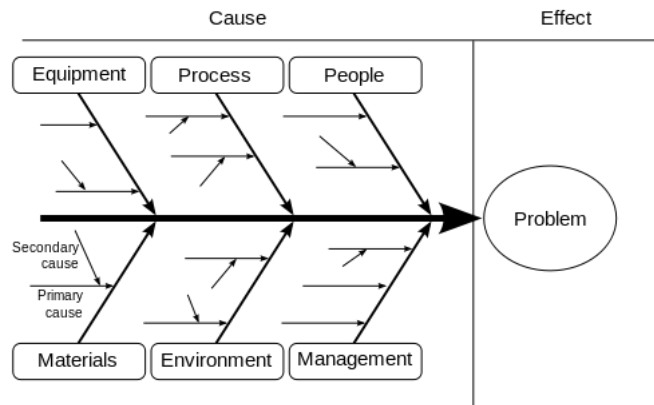 Cause
Effect
Equipment
Process
People
Problem
Secondary
cause
Primary
cause
Materials
Environment
Management